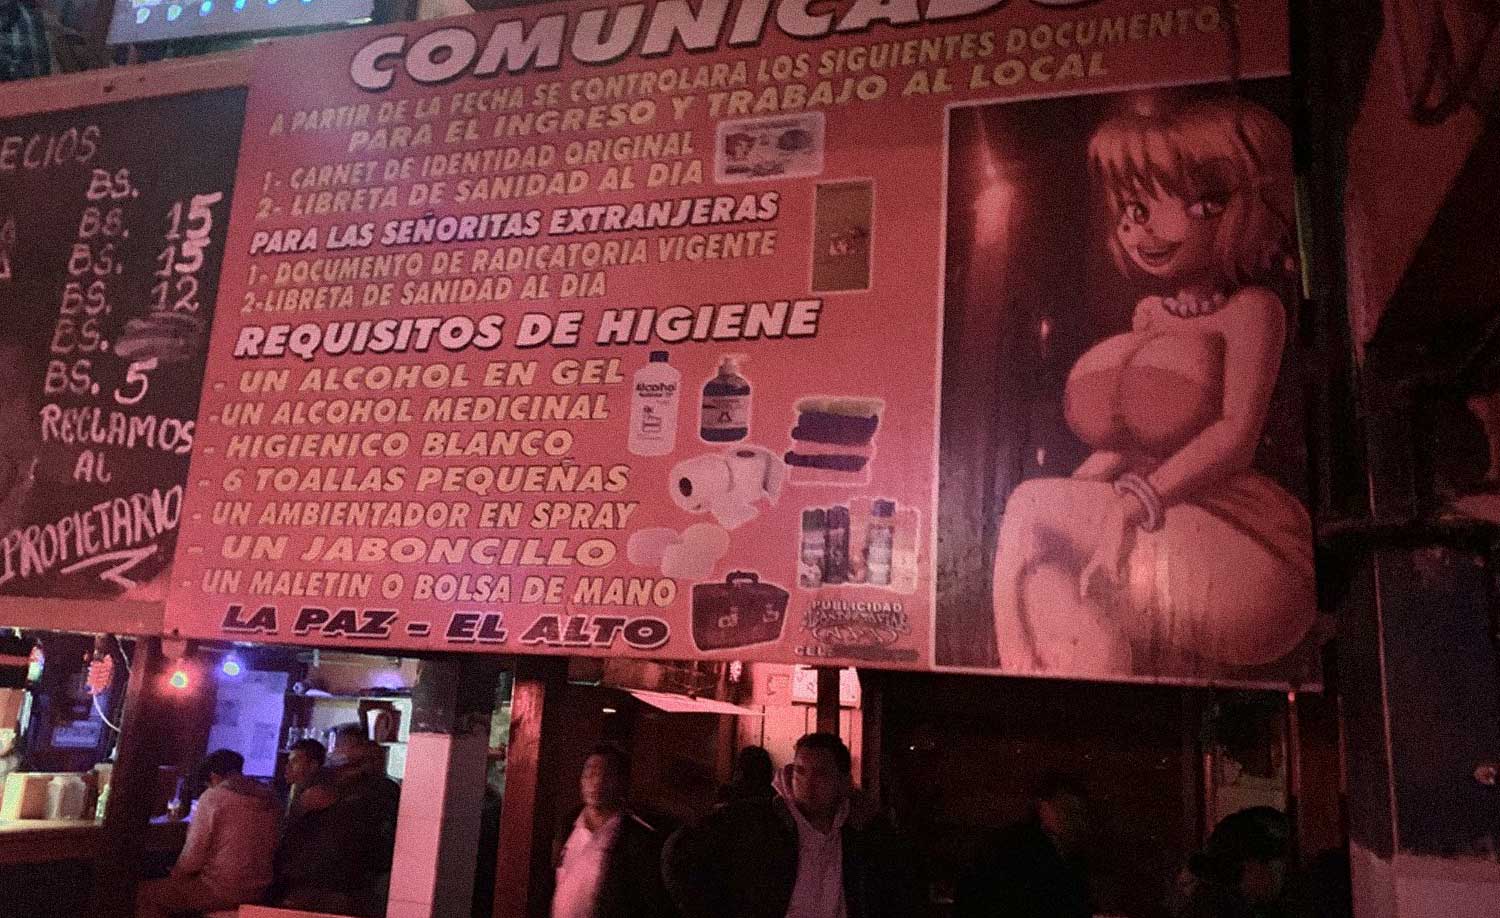 COMUNICADO
A PARTIR DE LA FECHA SE CONTROLARA LOS SIGUIENTES DOCUMENTO
PARA EL INGRESO Y TRABAJO AL LOCAL
1- CARNET DE IDENTIDAD ORIGINAL
2- LIBRETA DE SANIDAD AL DIA
PARA LAS SEÑORITAS EXTRANJERAS
1- DOCUMENTO DE RADICATORIA VIGENTE
2-LIBRETA DE SANIDAD AL DIA
REQUISITOS DE HIGIENE
- UN ALCOHOL EN GEL
-UN ALCOHOL MEDICINAL
- HIGIENICO BLANCO
- 6 TOALLAS PEQUEÑAS
- UN AMBIENTADOR EN SPRAY
- UN JABONCILLO
- UN MALETIN O BOLSA DE MANO
LA PAZ - EL ALTO
Alcohol
PUBLICIDAD
CEL.
ECIOS
BS.
BS. 15
BS. 15
BS. 12
BS.
BS. 5
RECLAMOS
AL
PROPIETARIO